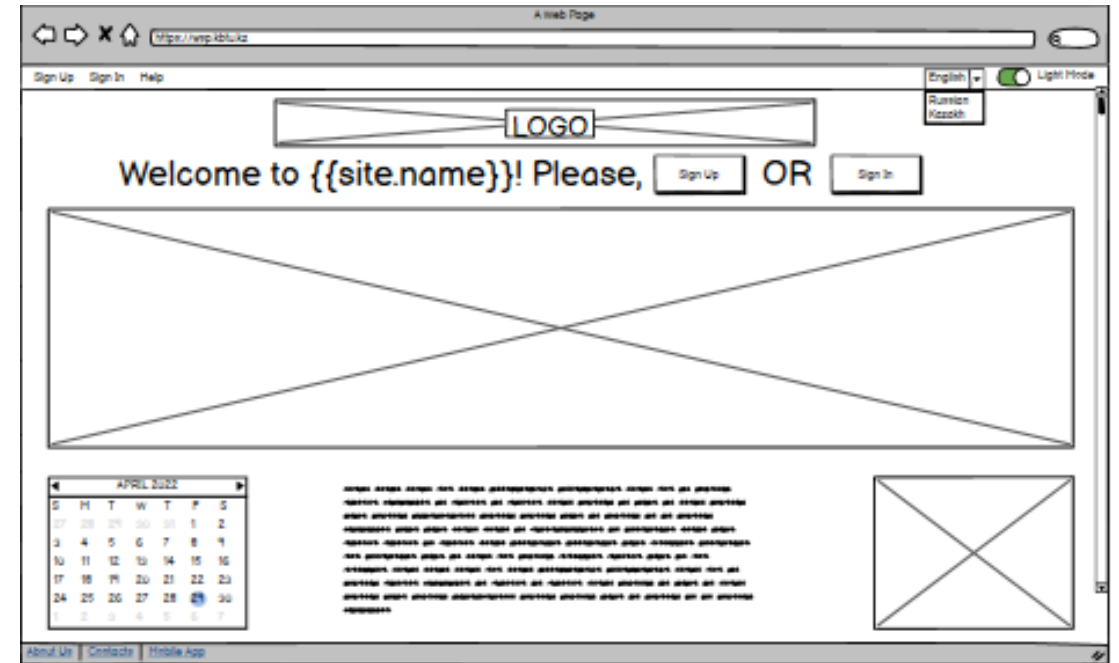 A Web Page
https://wsp.kbtu.kz
Sign Up Sign In Help
English
Light Mode
Russian
Kazakh
LOGO
Welcome to {{site.name}}! Please, Sign Up OR Sign In
APRIL 2022
S M T W T F S
27 28 29 30 31 1 2
3 4 5 6 7 8 9
10 11 12 13 14 15 16
17 18 19 20 21 22 23
24 25 26 27 28 29 30
1 2 3 4 5 6 7
About Us Contacts Mobile App